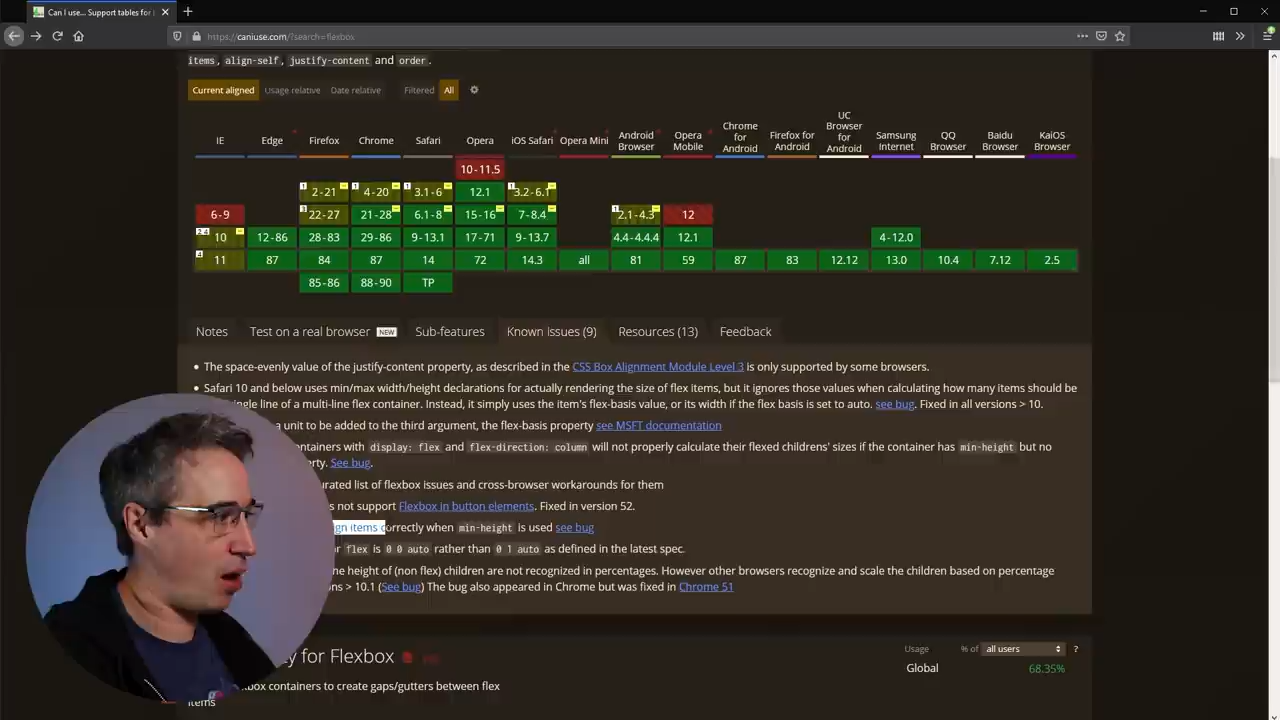 Can I use... Support tables for
https://caniuse.com/?search=flexbox
items, align-self, justify-content and order.
Current aligned Usage relative Date relative Filtered All
IE Edge Firefox Chrome Safari Opera iOS Safari Opera Mini Android Browser Opera Mobile Chrome for Android Firefox for Android UC Browser for Android Samsung Internet QQ Browser Baidu Browser KaiOS Browser
10-11.5
1 2-21 1 4-20 1 3.1-6 12.1 1 3.2-6.1
6-9 3 22-27 21-28 6.1-8 15-16 7-8.4 1 2.1-4.3 12
2 4 10 12-86 28-83 29-86 9-13.1 17-71 9-13.7 4.4-4.4.4 12.1 4-12.0
4 11 87 84 87 14 72 14.3 all 81 59 87 83 12.12 13.0 10.4 7.12 2.5
85-86 88-90 TP
Notes Test on a real browser NEW Sub-features Known issues (9) Resources (13) Feedback
The space-evenly value of the justify-content property, as described in the CSS Box Alignment Module Level 3 is only supported by some browsers.
Safari 10 and below uses min/max width/height declarations for actually rendering the size of flex items, but it ignores those values when calculating how many items should be
single line of a multi-line flex container. Instead, it simply uses the item's flex-basis value, or its width if the flex basis is set to auto. see bug. Fixed in all versions > 10.
a unit to be added to the third argument, the flex-basis property see MSFT documentation
containers with display: flex and flex-direction: column will not properly calculate their flexed childrens' sizes if the container has min-height but no
See bug.
list of flexbox issues and cross-browser workarounds for them
not support Flexbox in button elements. Fixed in version 52.
items correctly when min-height is used see bug
flex is 0 0 auto rather than 0 1 auto as defined in the latest spec.
height of (non flex) children are not recognized in percentages. However other browsers recognize and scale the children based on percentage
> 10.1 (See bug) The bug also appeared in Chrome but was fixed in Chrome 51
for Flexbox
Usage % of all users ?
Global 68.35%
containers to create gaps/gutters between flex
items